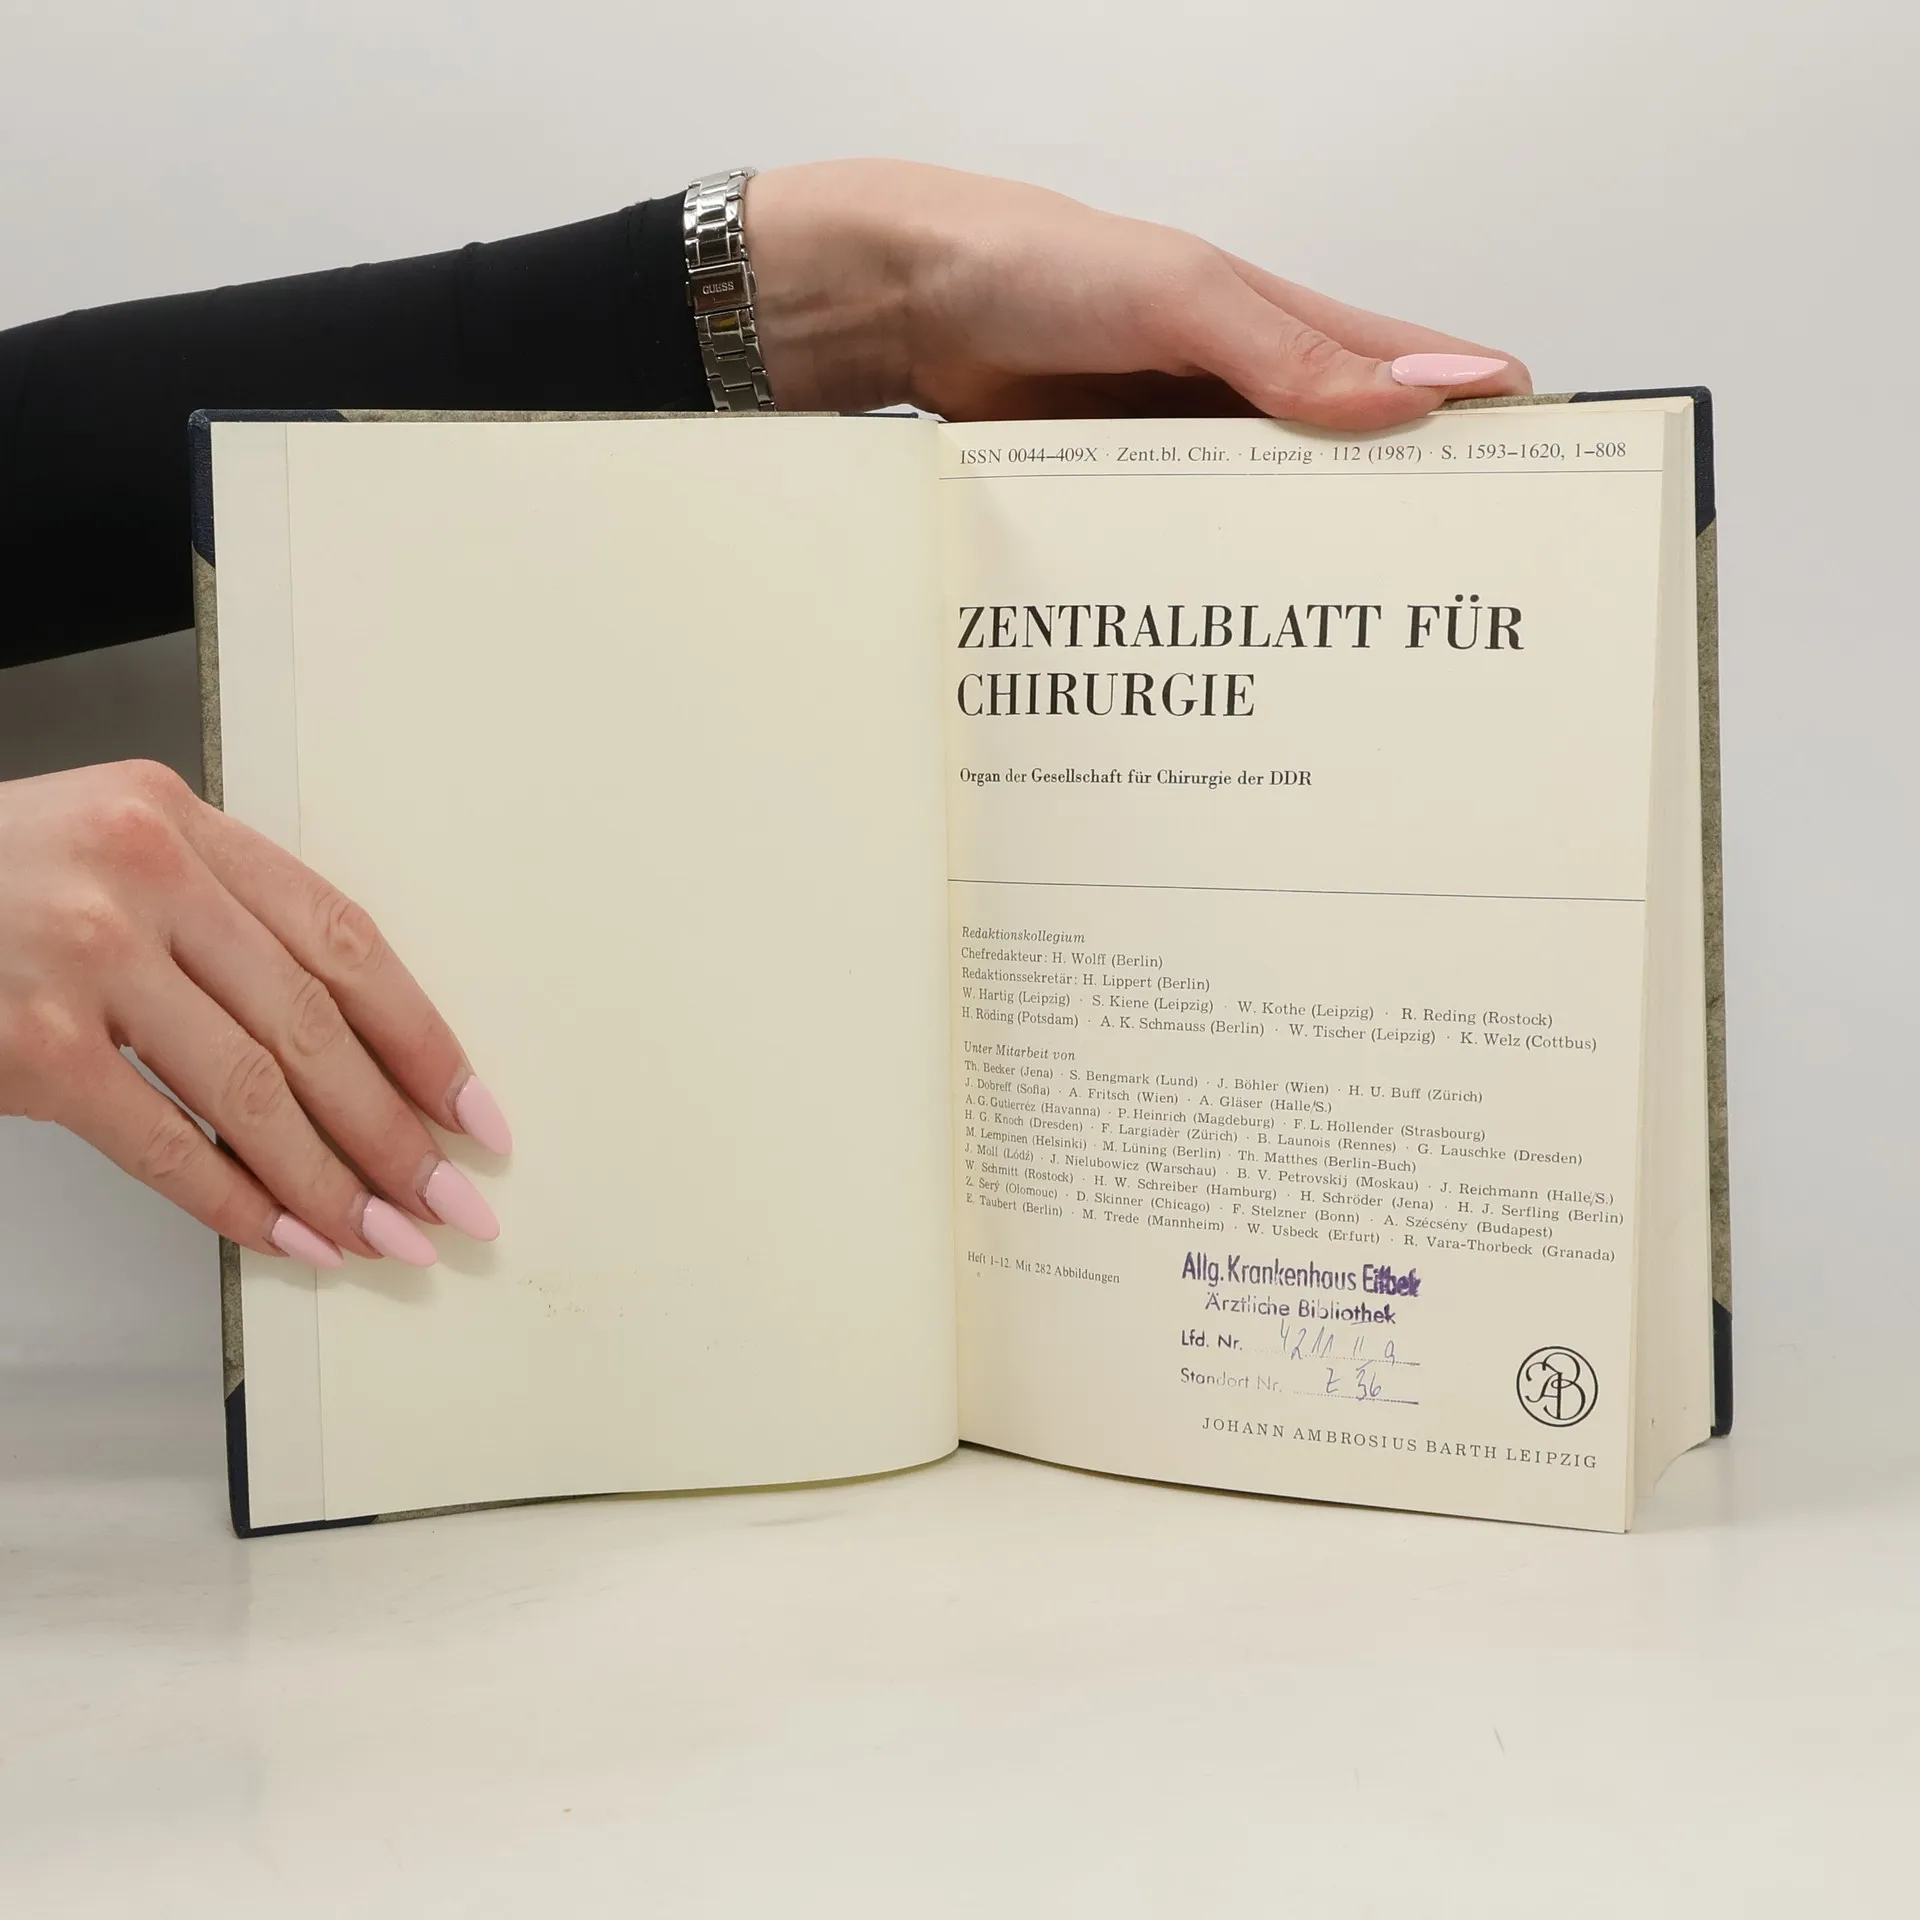 GUESS
ISSN 0044–409X · Zent.bl. Chir. · Leipzig · 112 (1987) · S. 1593–1620, 1–808
ZENTRALBLATT FÜR
CHIRURGIE
Organ der Gesellschaft für Chirurgie der DDR
Redaktionskollegium
Chefredakteur: H. Wolff (Berlin)
Redaktionssekretär: H. Lippert (Berlin)
W. Hartig (Leipzig) · S. Kiene (Leipzig) · W. Kothe (Leipzig) · R. Reding (Rostock)
H. Röding (Potsdam) · A. K. Schmauss (Berlin) · W. Tischer (Leipzig) · K. Welz (Cottbus)
Unter Mitarbeit von
Th. Becker (Jena) · S. Bengmark (Lund) · J. Böhler (Wien) · H. U. Buff (Zürich)
J. Dobreff (Sofia) · A. Fritsch (Wien) · A. Gläser (Halle/S.)
A. G. Gutierréz (Havanna) · P. Heinrich (Magdeburg) · F. L. Hollender (Strasbourg)
H. G. Knoch (Dresden) · F. Largiadèr (Zürich) · B. Launois (Rennes) · G. Lauschke (Dresden)
M. Lempinen (Helsinki) · M. Lüning (Berlin) · Th. Matthes (Berlin-Buch)
J. Moll (Łódź) · J. Nielubowicz (Warschau) · B. V. Petrovskij (Moskau) · J. Reichmann (Halle/S.)
W. Schmitt (Rostock) · H. W. Schreiber (Hamburg) · H. Schröder (Jena) · H. J. Serfling (Berlin)
Z. Šerý (Olomouc) · D. Skinner (Chicago) · F. Stelzner (Bonn) · A. Szécsény (Budapest)
E. Taubert (Berlin) · M. Trede (Mannheim) · W. Usbeck (Erfurt) · R. Vara-Thorbeck (Granada)
Heft 1–12. Mit 282 Abbildungen
Allg. Krankenhaus Eilbek
Ärztliche Bibliothek
Lfd. Nr. 4211 II a
Standort Nr. Z 36
JAB
JOHANN AMBROSIUS BARTH LEIPZIG